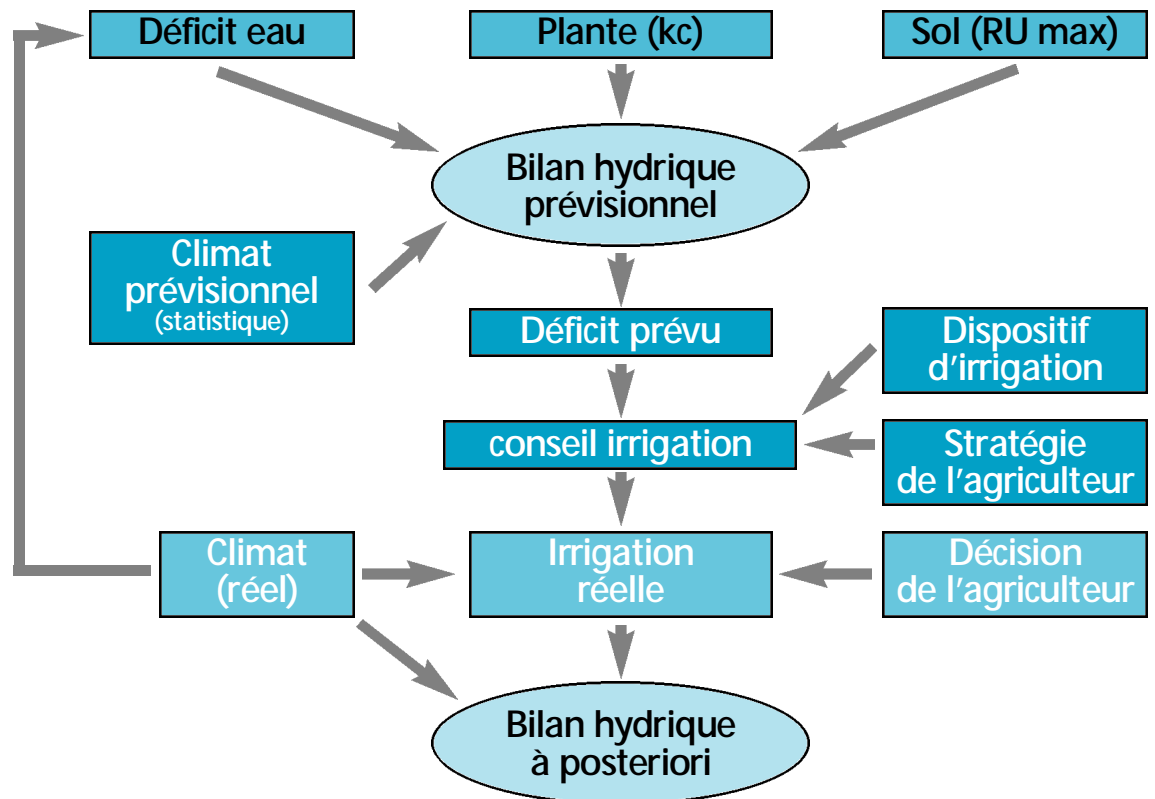 Déficit eau
Plante (kc)
Sol (RU max)
Bilan hydrique
prévisionnel
Climat
prévisionnel
(statistique)
Déficit prévu
Dispositif
d'irrigation
conseil irrigation
Stratégie
de l'agriculteur
Climat
(réel)
Irrigation
réelle
Décision
de l'agriculteur
Bilan hydrique
à posteriori